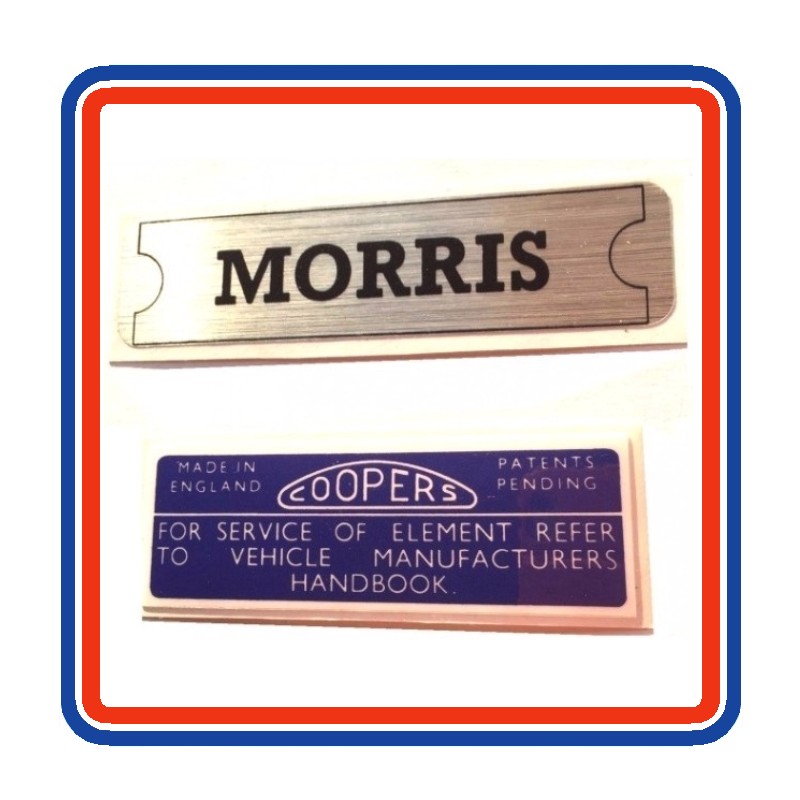 MORRIS
MADE IN ENGLAND
COOPERS
PATENTS PENDING
FOR SERVICE OF ELEMENT REFER
TO VEHICLE MANUFACTURERS
HANDBOOK.